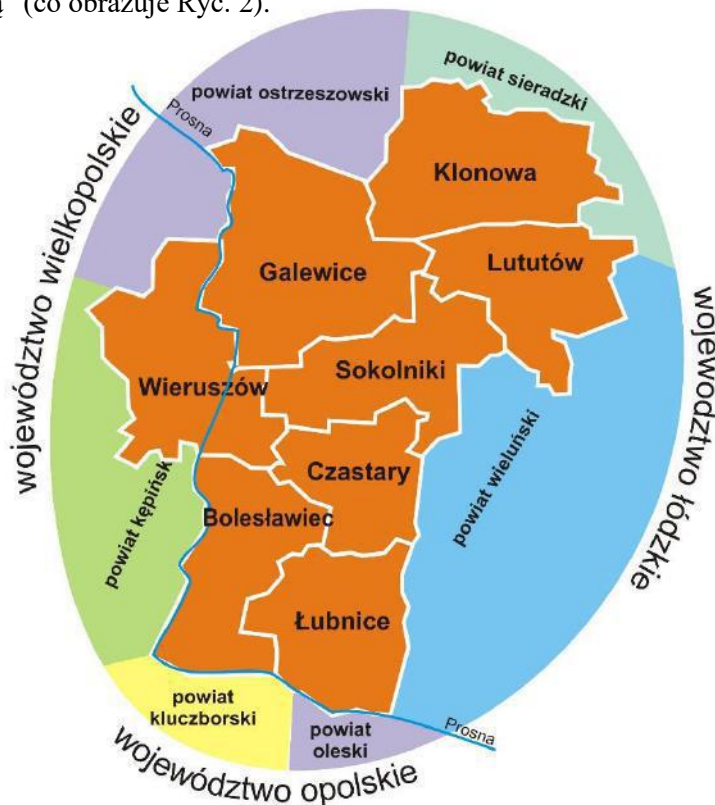 (co obrazuje Ryc. 2).
powiat ostrzeszowski
powiat sieradzki
Prosna
Klonowa
województwo wielkopolskie
Galewice
Lututów
województwo łódzkie
Wieruszów
Sokolniki
powiat kępińsk
Czastary
powiat wieluński
Bolesławiec
Łubnice
powiat
kluczborski
powiat
oleski
Prosna
województwo opolskie